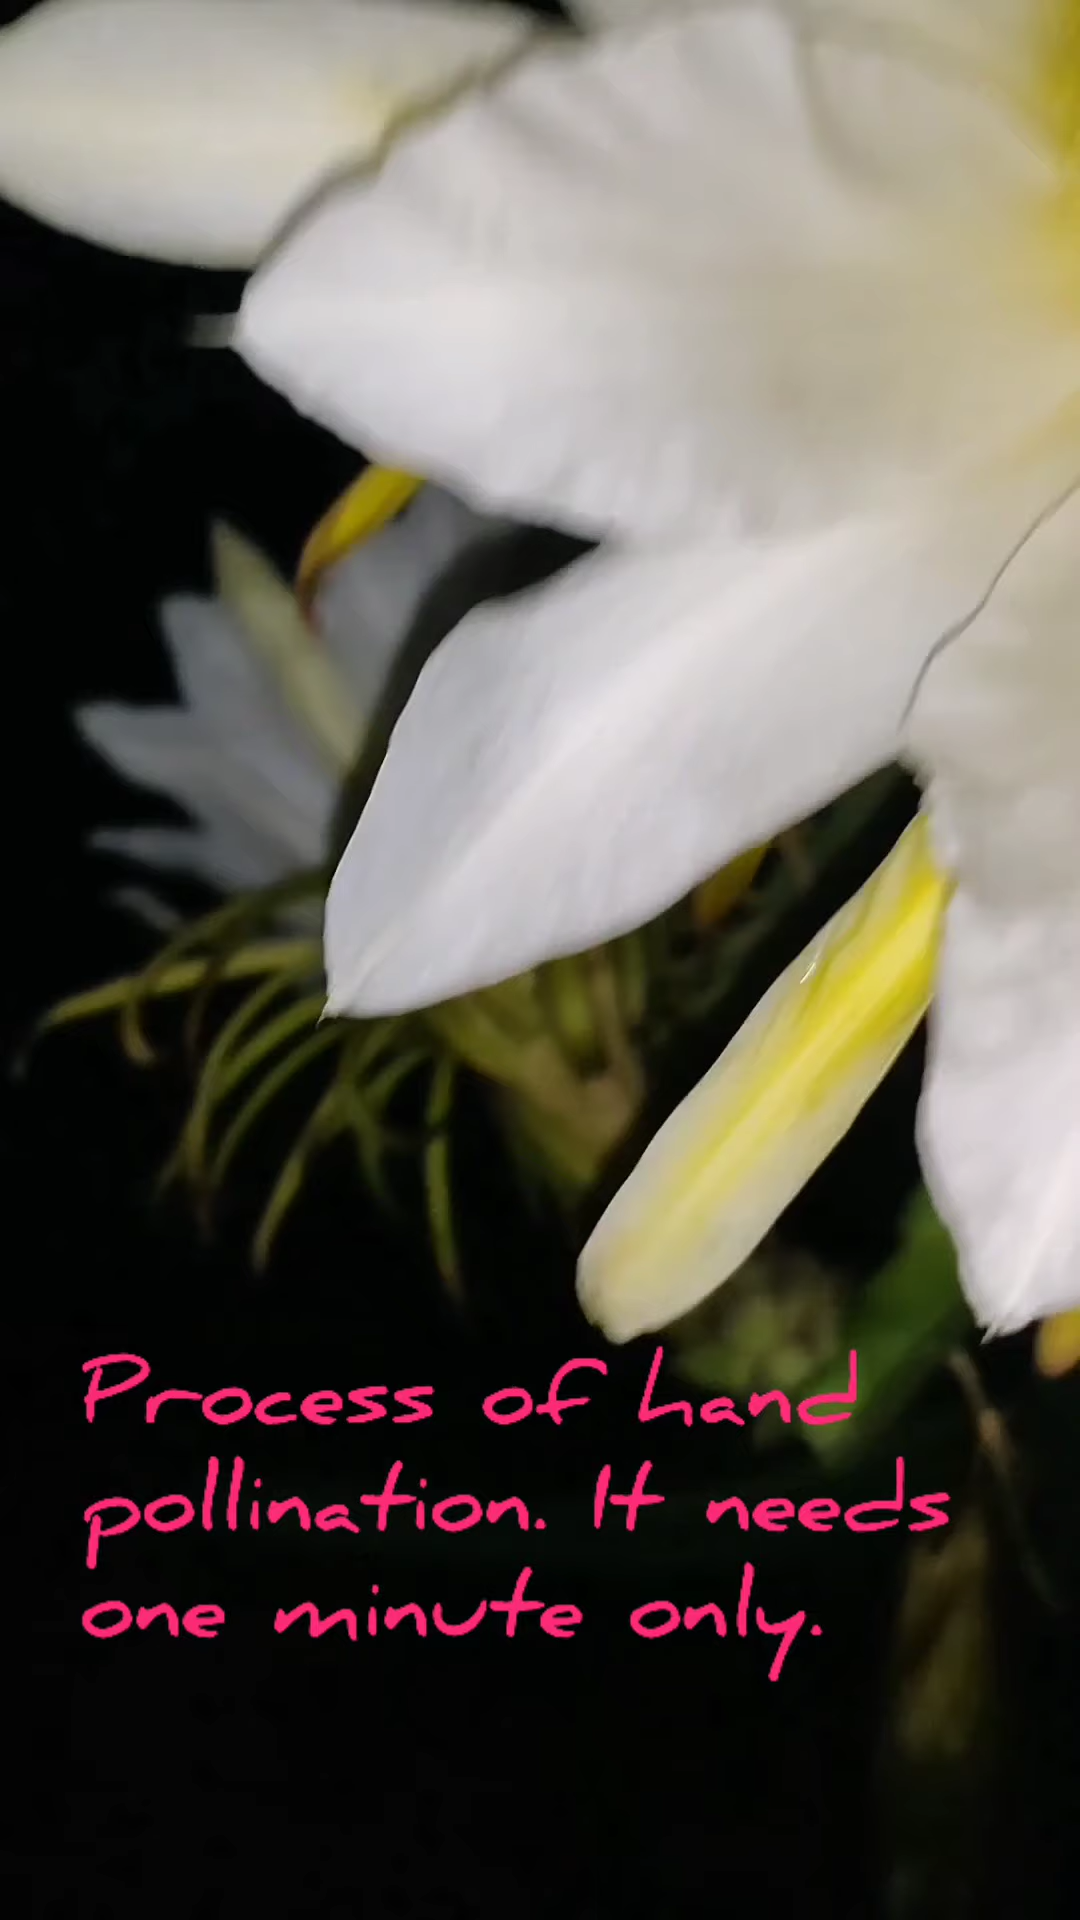 Process of hand
pollination. It needs
one minute only.